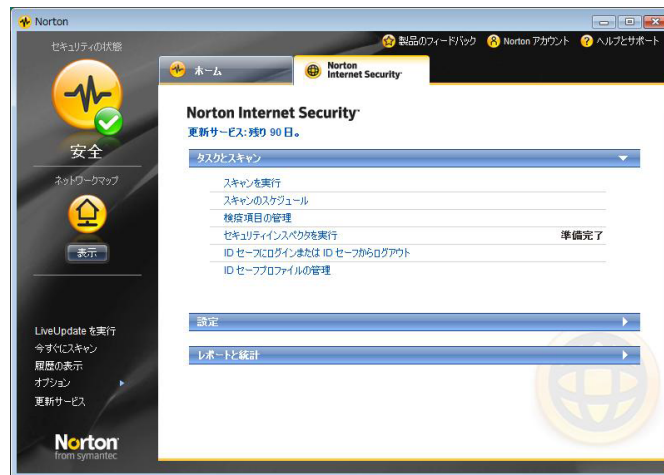 Norton
セキュリティの状態
製品のフィードバック
Norton アカウント
ヘルプとサポート
ホーム
Norton
Internet Security
Norton Internet Security
更新サービス:残り 90 日。
安全
タスクとスキャン
ネットワークマップ
スキャンを実行
スキャンのスケジュール
検疫項目の管理
セキュリティインスペクタを実行
準備完了
表示
ID セーフにログインまたは ID セーフからログアウト
ID セーフプロファイルの管理
設定
LiveUpdate を実行
今すぐにスキャン
レポートと統計
履歴の表示
オプション
更新サービス
Norton
from symantec